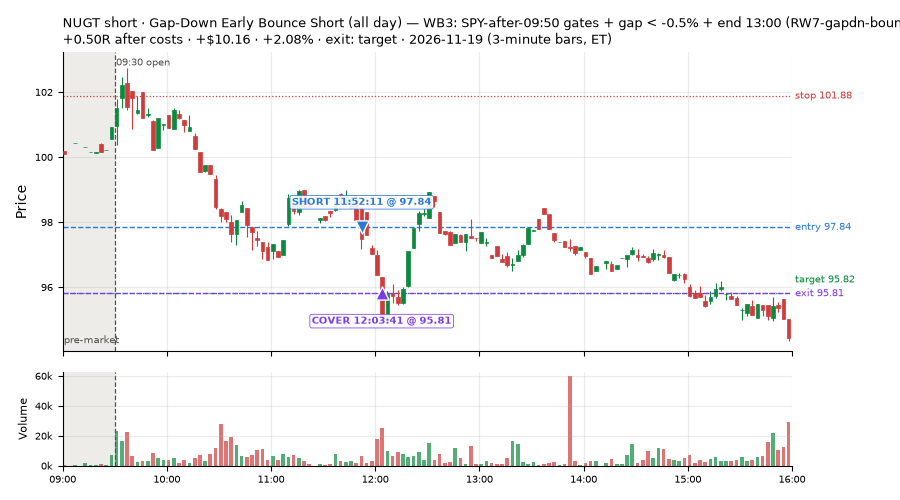 NUGT short · Gap-Down Early Bounce Short (all day) — WB3: SPY-after-09:50 gates + gap < -0.5% + end 13:00 (RW7-gapdn-boun
+0.50R after costs · +$10.16 · +2.08% · exit: target · 2026-11-19 (3-minute bars, ET)
09:30 open
102
stop 101.88
100
Price
SHORT 11:52:11 @ 97.84
98
entry 97.84
target 95.82
96
exit 95.81
COVER 12:03:41 @ 95.81
pre-market
60k
40k
Volume
20k
0k
09:00 10:00 11:00 12:00 13:00 14:00 15:00 16:00